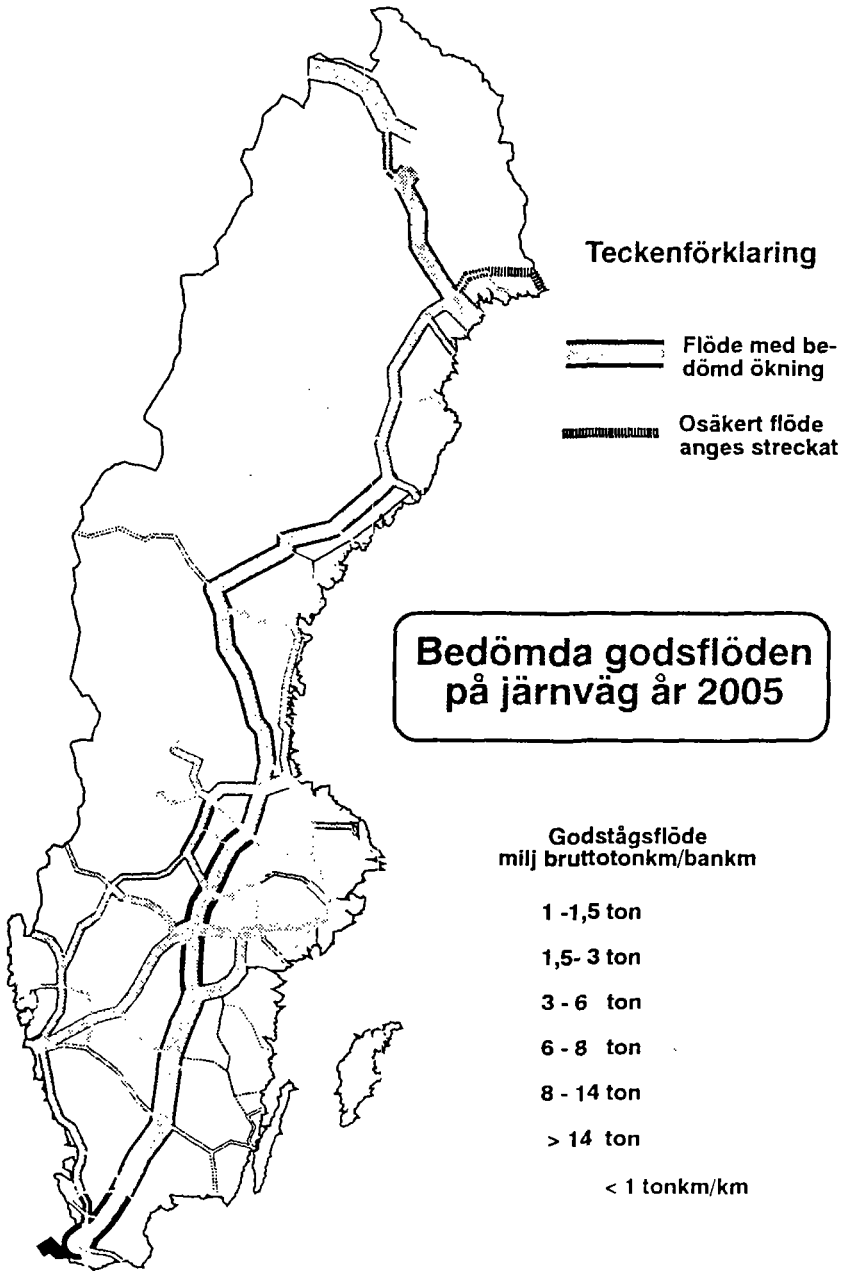 Teckenförklaring
Flöde med be-
dömd ökning
Osäkert flöde
anges streckat
Bedömda godsflöden
på järnväg år 2005
Godstågsflöde
milj bruttotonkm/bankm
1 -1,5 ton
1,5- 3 ton
3 - 6 ton
6 - 8 ton
8 - 14 ton
> 14 ton
< 1 tonkm/km